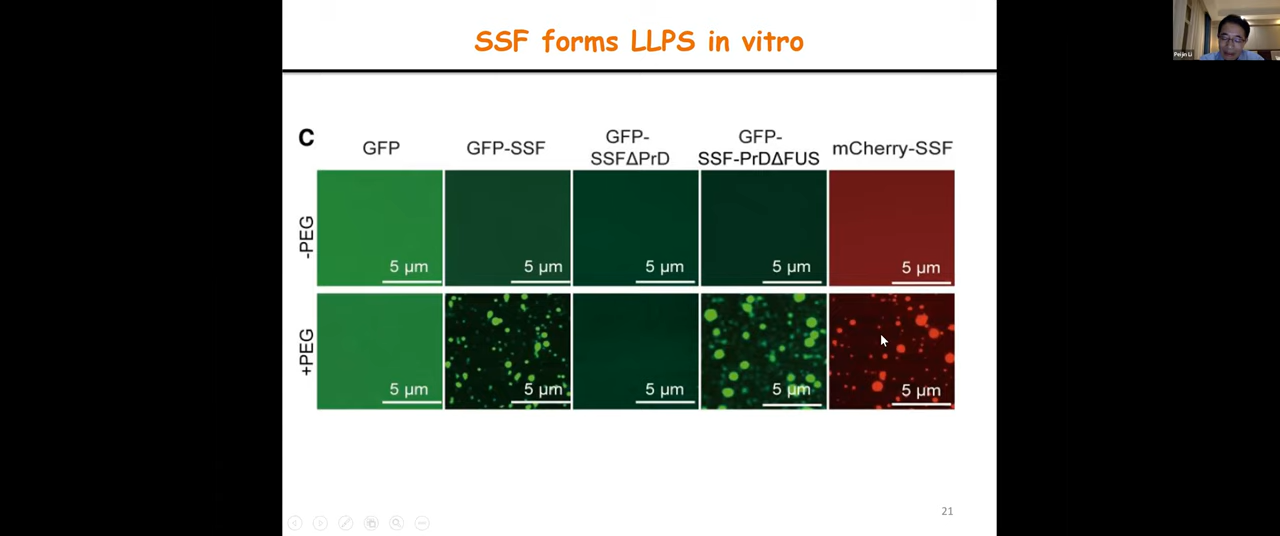 SSF forms LLPS in vitro
Peijin Li
C
GFP
GFP-SSF
GFP-
SSFΔPrD
GFP-
SSF-PrDΔFUS
mCherry-SSF
-PEG
5 μm
5 μm
5 μm
5 μm
5 μm
+PEG
5 μm
5 μm
5 μm
5 μm
5 μm
21